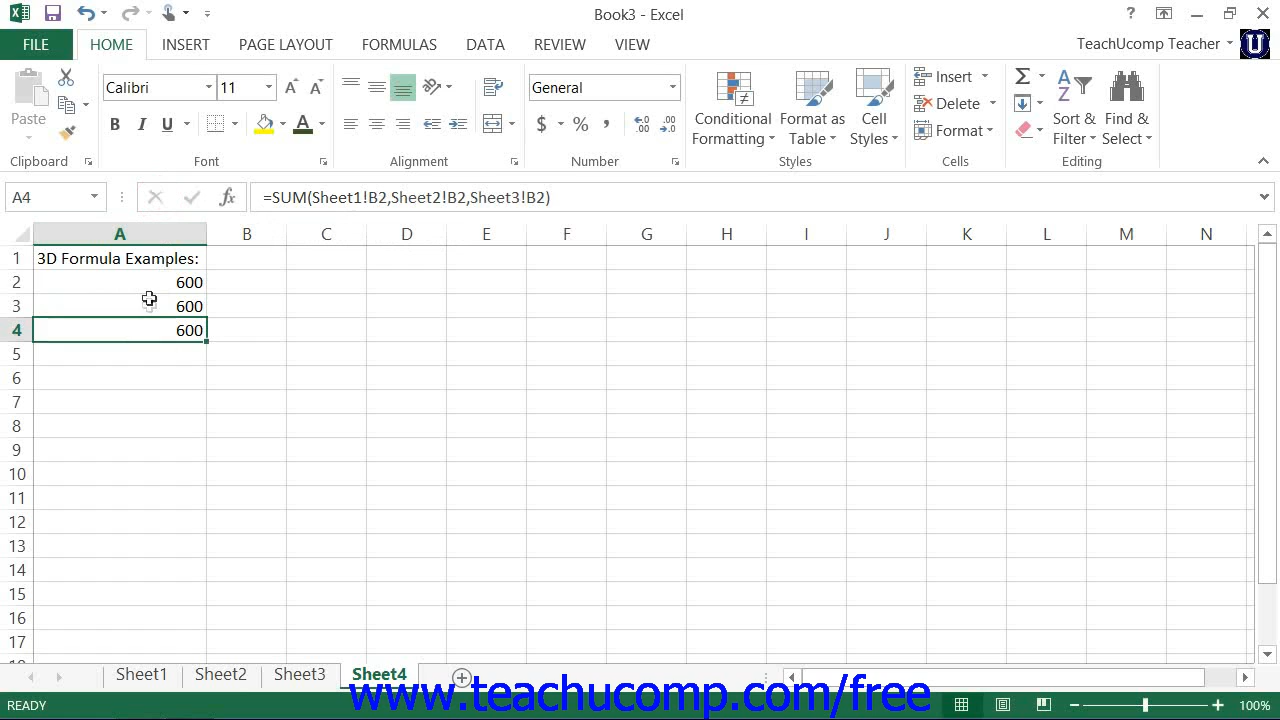 Book3 - Excel
?
FILE HOME INSERT PAGE LAYOUT FORMULAS DATA REVIEW VIEW TeachUcomp Teacher U
Paste Calibri 11 General Conditional Formatting Format as Table Cell Styles Insert Delete Format Sort & Filter Find & Select
B I U A $ % , .00 .0 Σ A Z
Clipboard Font Alignment Number Styles Cells Editing
A4 fx =SUM(Sheet1!B2,Sheet2!B2,Sheet3!B2)
A B C D E F G H I J K L M N
1 3D Formula Examples:
2 600
3 600
4 600
5
6
7
8
9
10
11
12
13
14
15
16
17
Sheet1 Sheet2 Sheet3 Sheet4
www.teachucomp.com/free
READY 100%